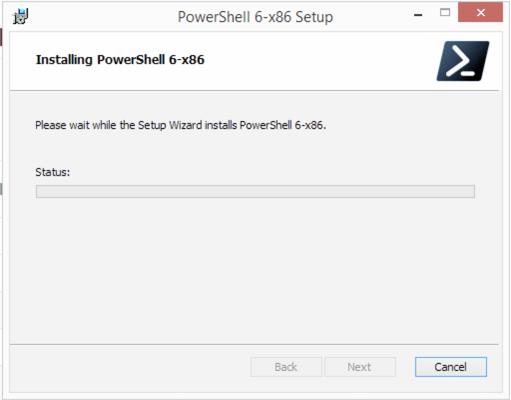 PowerShell 6-x86 Setup
Installing PowerShell 6-x86
Please wait while the Setup Wizard installs PowerShell 6-x86.
Status:
Back Next Cancel